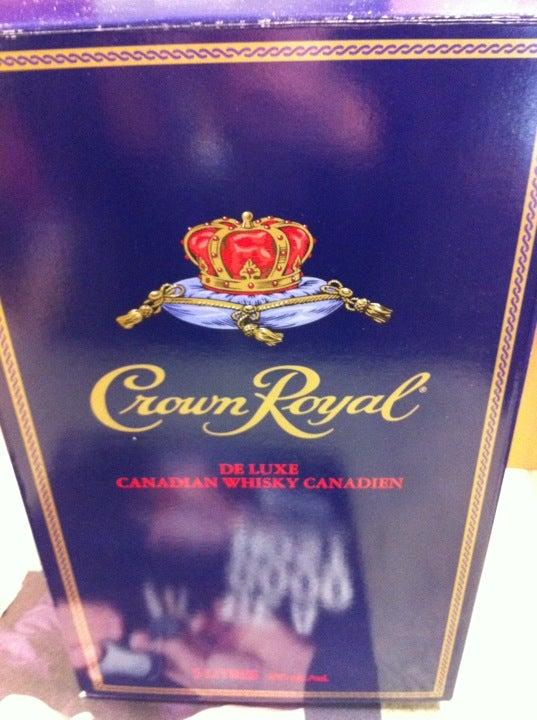 Crown Royal®
DE LUXE
CANADIAN WHISKY CANADIEN